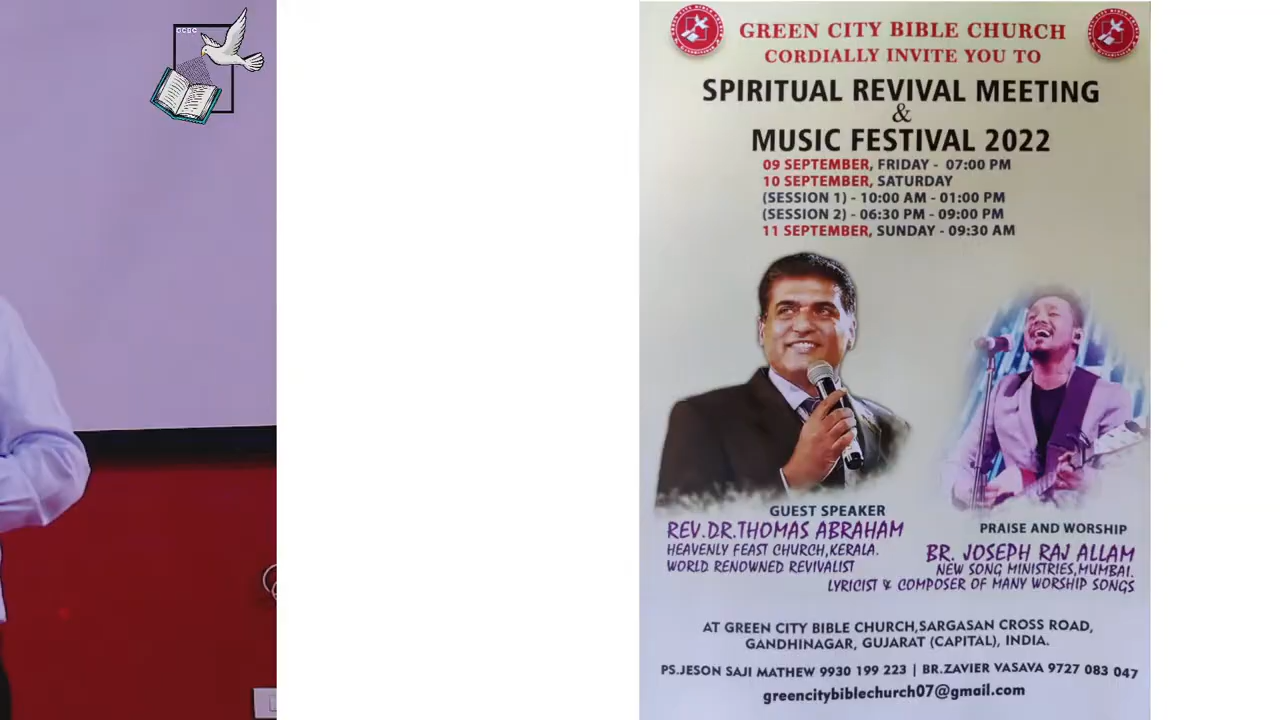 GCBC
GREEN CITY BIBLE CHURCH
CORDIALLY INVITE YOU TO
SPIRITUAL REVIVAL MEETING
&
MUSIC FESTIVAL 2022
09 SEPTEMBER, FRIDAY - 07:00 PM
10 SEPTEMBER, SATURDAY
(SESSION 1) - 10:00 AM - 01:00 PM
(SESSION 2) - 06:30 PM - 09:00 PM
11 SEPTEMBER, SUNDAY - 09:30 AM
GUEST SPEAKER
REV.DR.THOMAS ABRAHAM
HEAVENLY FEAST CHURCH,KERALA.
WORLD RENOWNED REVIVALIST
PRAISE AND WORSHIP
BR. JOSEPH RAJ ALLAM
NEW SONG MINISTRIES,MUMBAI.
LYRICIST & COMPOSER OF MANY WORSHIP SONGS
AT GREEN CITY BIBLE CHURCH,SARGASAN CROSS ROAD,
GANDHINAGAR, GUJARAT (CAPITAL), INDIA.
PS.JESON SAJI MATHEW 9930 199 223 | BR.ZAVIER VASAVA 9727 083 047
greencitybiblechurch07@gmail.com